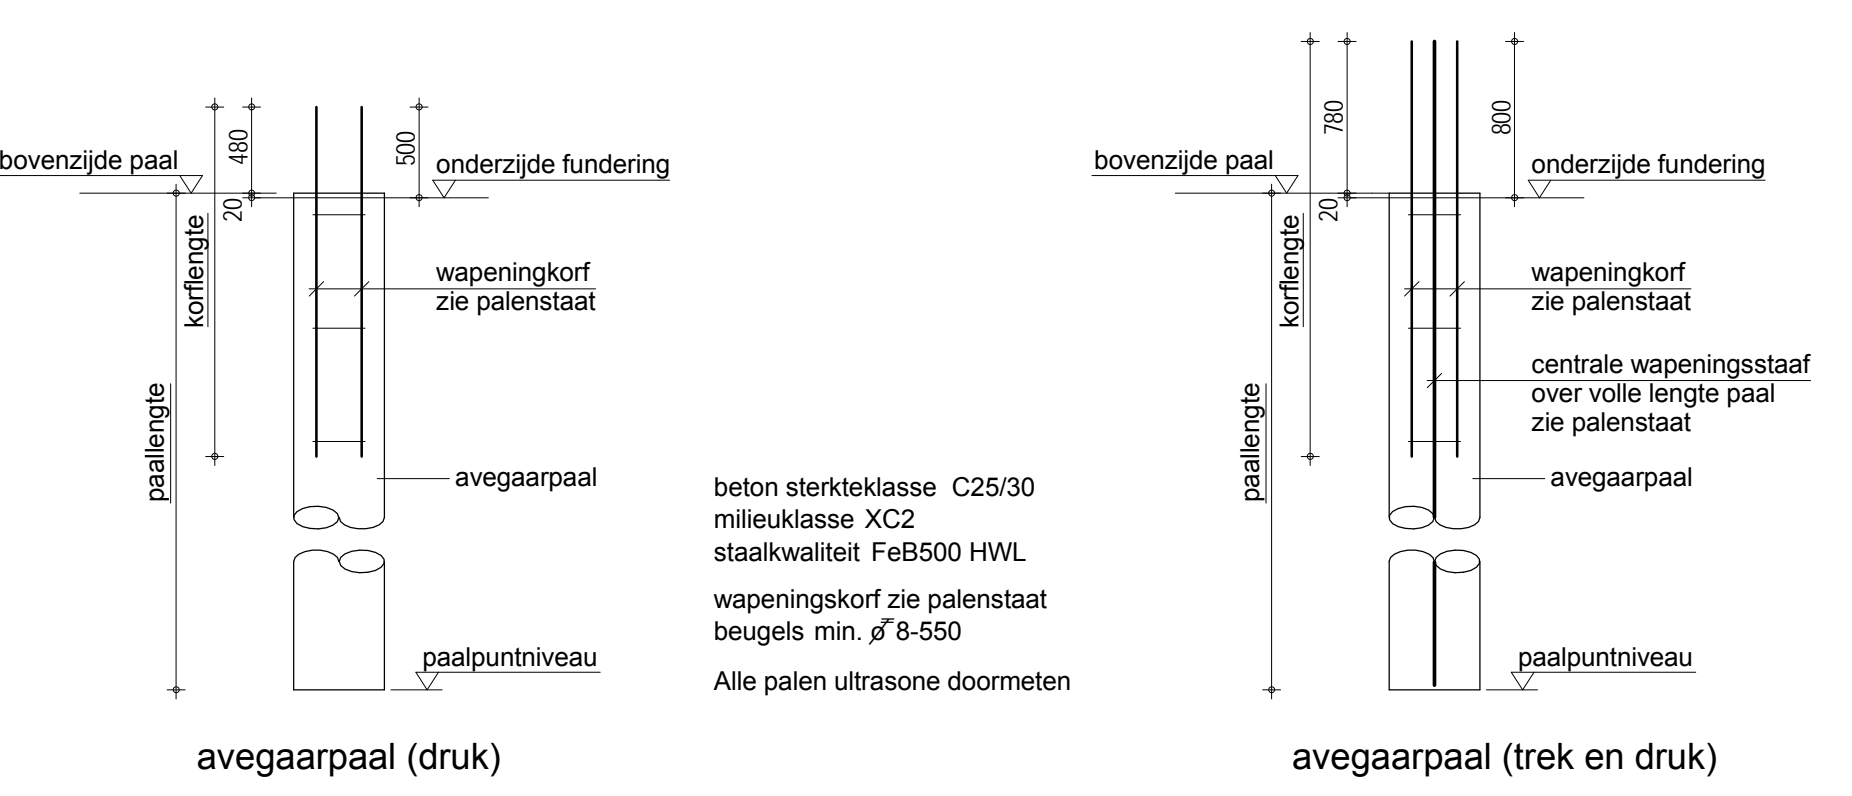 480
500
bovenzijde paal
onderzijde fundering
20
korflengte
wapeningkorf
zie palenstaat
paallengte
avegaarpaal
paalpuntniveau
avegaarpaal (druk)
beton sterkteklasse C25/30
milieuklasse XC2
staalkwaliteit FeB500 HWL
wapeningskorf zie palenstaat
beugels min. ø 8-550
Alle palen ultrasone doormeten
780
800
bovenzijde paal
onderzijde fundering
20
korflengte
wapeningkorf
zie palenstaat
centrale wapeningsstaaf
over volle lengte paal
zie palenstaat
paallengte
avegaarpaal
paalpuntniveau
avegaarpaal (trek en druk)